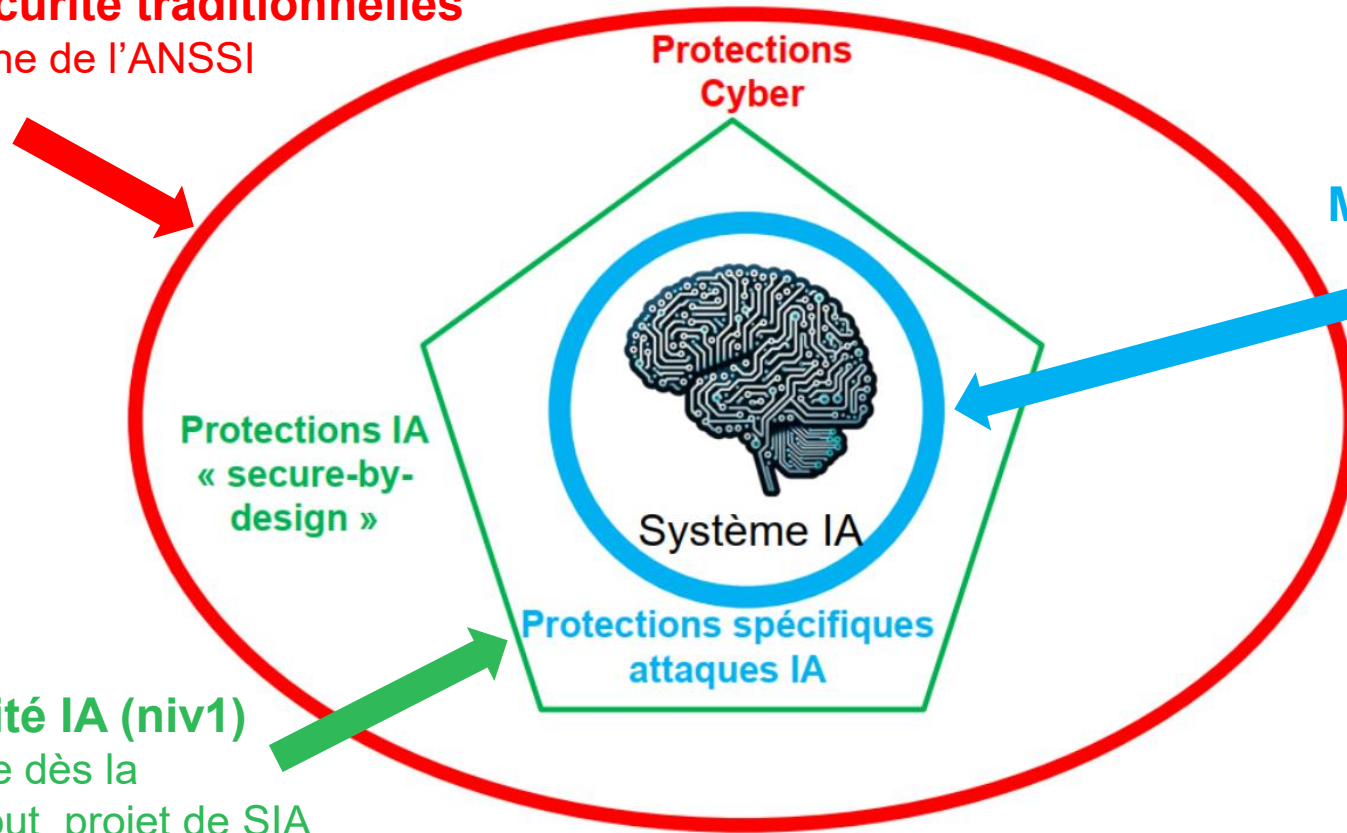 curité traditionnelles
ne de l’ANSSI
Protections
Cyber
M
Protections IA
« secure-by-
design »
Système IA
Protections spécifiques
attaques IA
ité IA (niv1)
e dès la
out projet de SIA